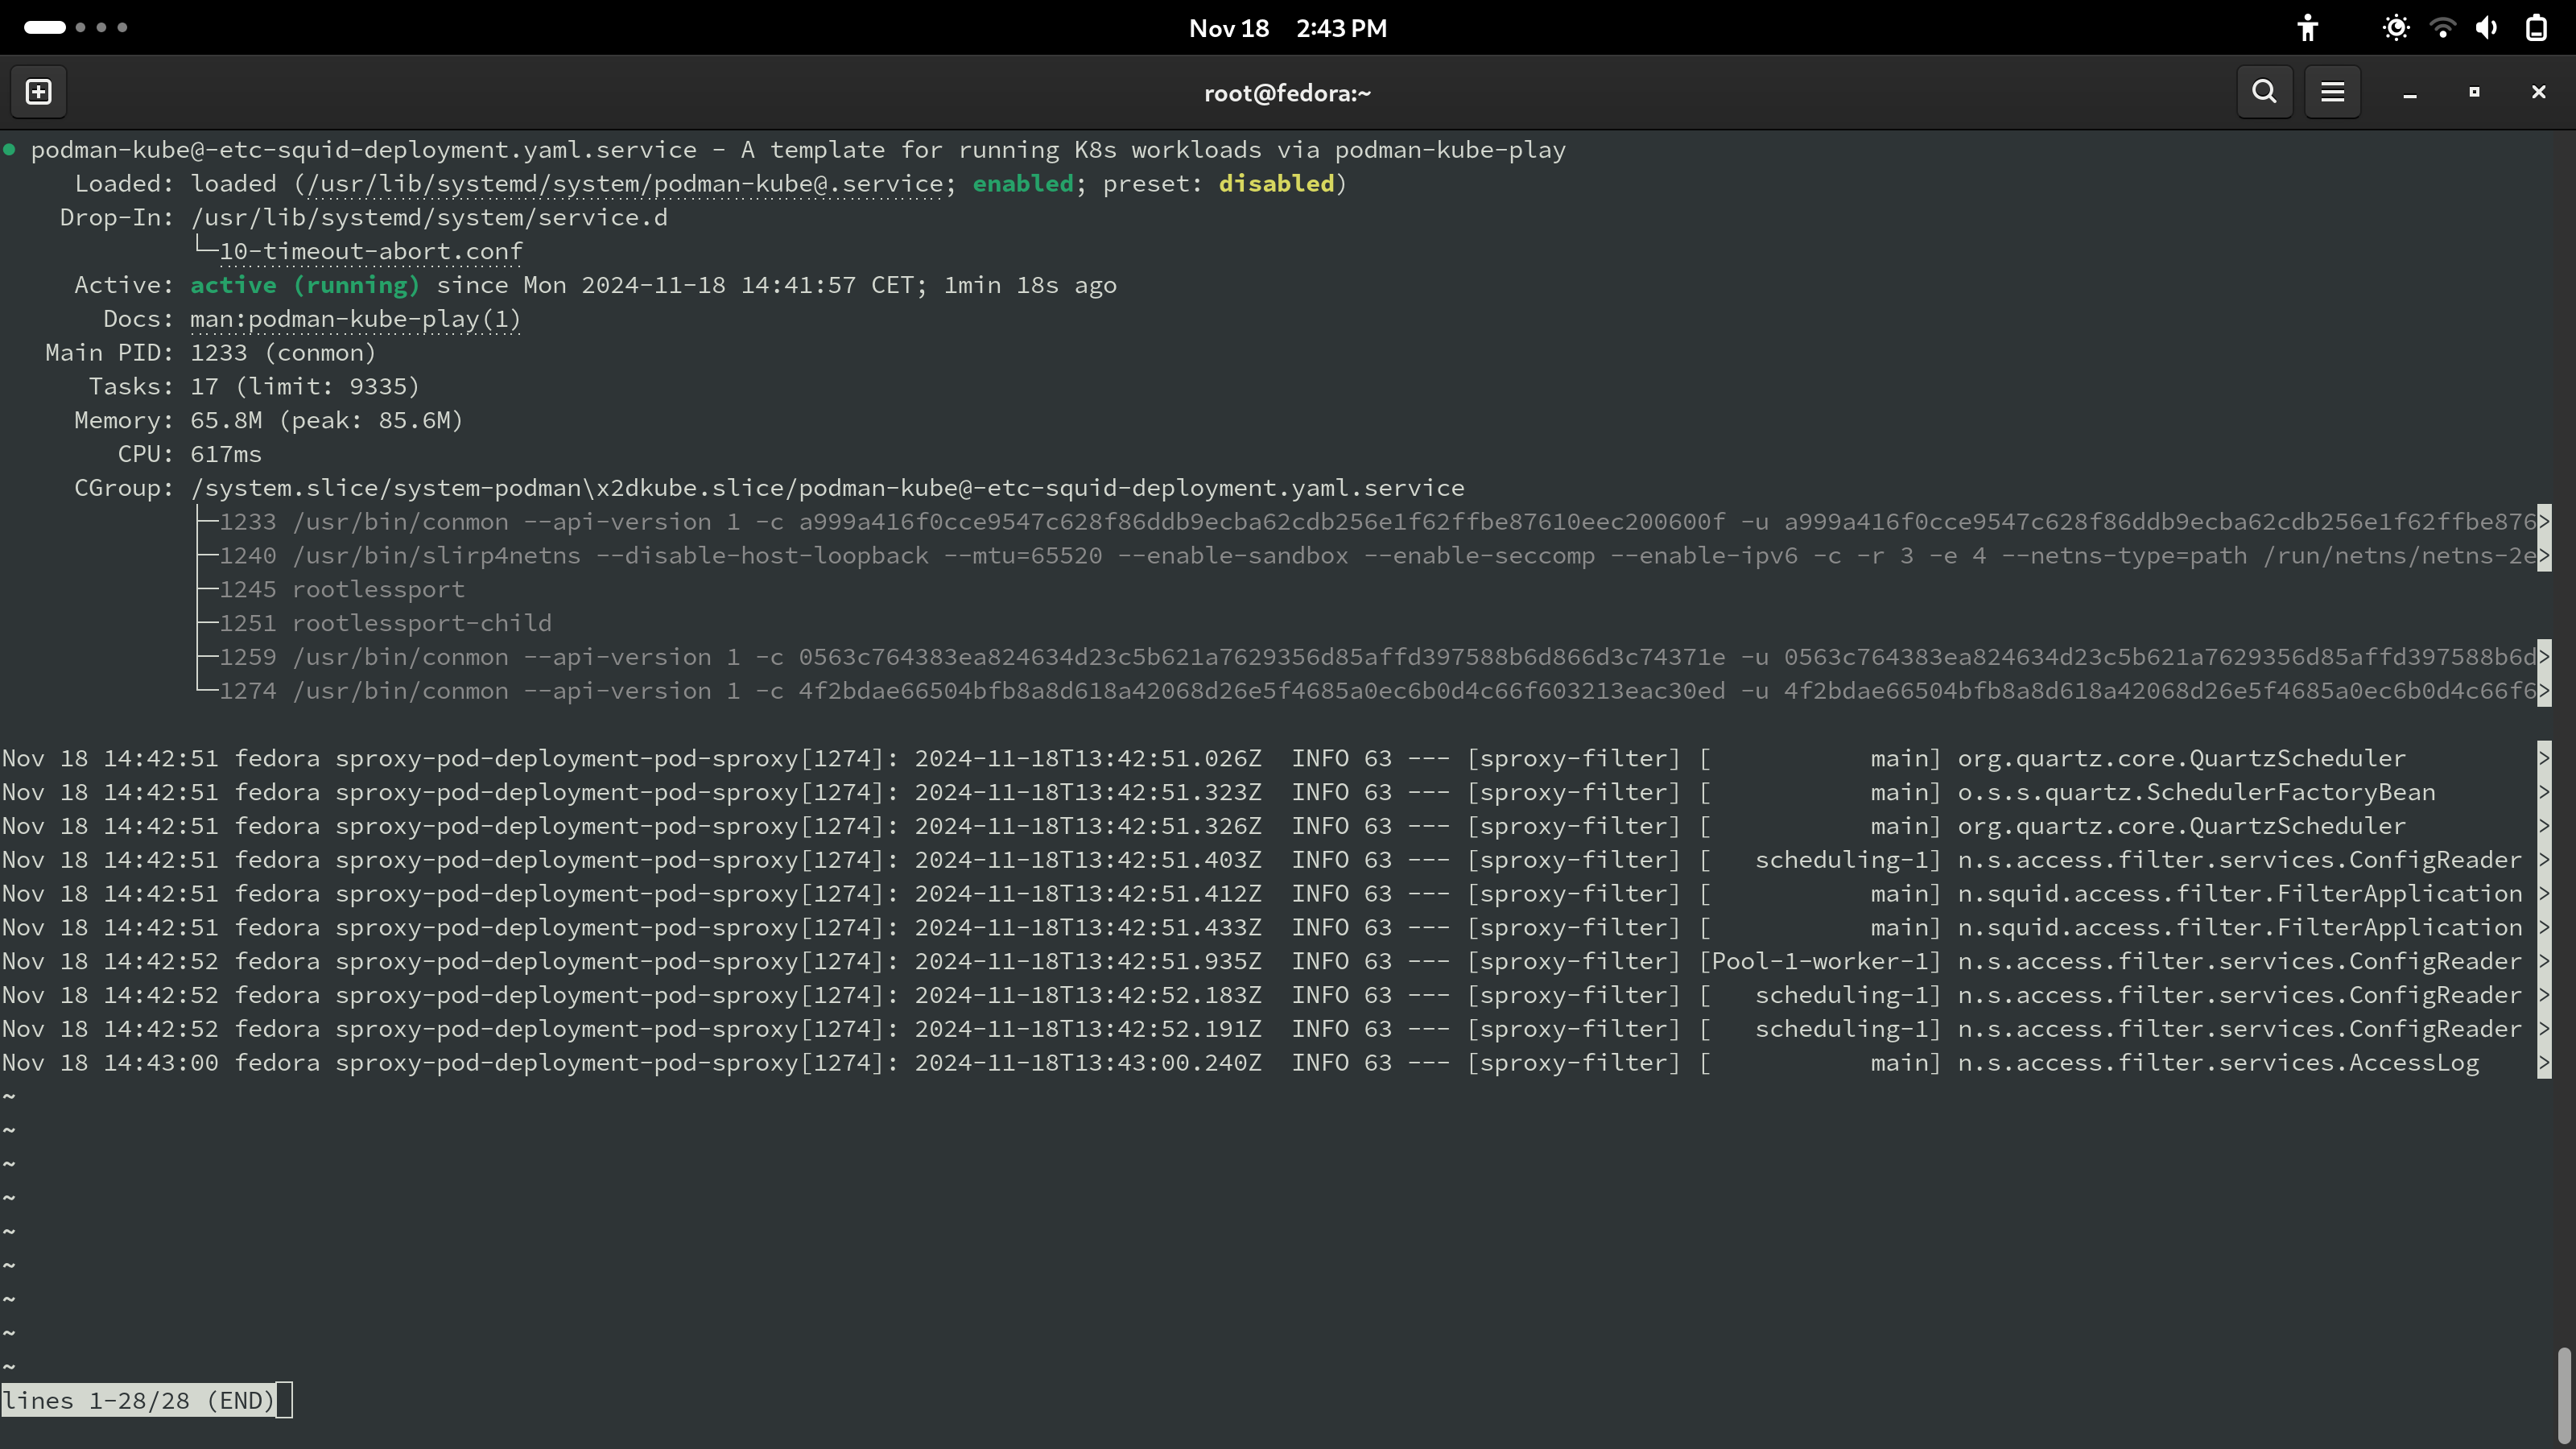 Nov 18 2:43 PM
root@fedora:~
● podman-kube@-etc-squid-deployment.yaml.service - A template for running K8s workloads via podman-kube-play
Loaded: loaded (/usr/lib/systemd/system/podman-kube@.service; enabled; preset: disabled)
Drop-In: /usr/lib/systemd/system/service.d
└─10-timeout-abort.conf
Active: active (running) since Mon 2024-11-18 14:41:57 CET; 1min 18s ago
Docs: man:podman-kube-play(1)
Main PID: 1233 (conmon)
Tasks: 17 (limit: 9335)
Memory: 65.8M (peak: 85.6M)
CPU: 617ms
CGroup: /system.slice/system-podman\x2dkube.slice/podman-kube@-etc-squid-deployment.yaml.service
├─1233 /usr/bin/conmon --api-version 1 -c a999a416f0cce9547c628f86ddb9ecba62cdb256e1f62ffbe87610eec200600f -u a999a416f0cce9547c628f86ddb9ecba62cdb256e1f62ffbe876>
├─1240 /usr/bin/slirp4netns --disable-host-loopback --mtu=65520 --enable-sandbox --enable-seccomp --enable-ipv6 -c -r 3 -e 4 --netns-type=path /run/netns/netns-2e>
├─1245 rootlessport
├─1251 rootlessport-child
├─1259 /usr/bin/conmon --api-version 1 -c 0563c764383ea824634d23c5b621a7629356d85affd397588b6d866d3c74371e -u 0563c764383ea824634d23c5b621a7629356d85affd397588b6d>
└─1274 /usr/bin/conmon --api-version 1 -c 4f2bdae66504bfb8a8d618a42068d26e5f4685a0ec6b0d4c66f603213eac30ed -u 4f2bdae66504bfb8a8d618a42068d26e5f4685a0ec6b0d4c66f6>
Nov 18 14:42:51 fedora sproxy-pod-deployment-pod-sproxy[1274]: 2024-11-18T13:42:51.026Z  INFO 63 --- [sproxy-filter] [           main] org.quartz.core.QuartzScheduler >
Nov 18 14:42:51 fedora sproxy-pod-deployment-pod-sproxy[1274]: 2024-11-18T13:42:51.323Z  INFO 63 --- [sproxy-filter] [           main] o.s.s.quartz.SchedulerFactoryBean >
Nov 18 14:42:51 fedora sproxy-pod-deployment-pod-sproxy[1274]: 2024-11-18T13:42:51.326Z  INFO 63 --- [sproxy-filter] [           main] org.quartz.core.QuartzScheduler >
Nov 18 14:42:51 fedora sproxy-pod-deployment-pod-sproxy[1274]: 2024-11-18T13:42:51.403Z  INFO 63 --- [sproxy-filter] [   scheduling-1] n.s.access.filter.services.ConfigReader >
Nov 18 14:42:51 fedora sproxy-pod-deployment-pod-sproxy[1274]: 2024-11-18T13:42:51.412Z  INFO 63 --- [sproxy-filter] [           main] n.squid.access.filter.FilterApplication >
Nov 18 14:42:51 fedora sproxy-pod-deployment-pod-sproxy[1274]: 2024-11-18T13:42:51.433Z  INFO 63 --- [sproxy-filter] [           main] n.squid.access.filter.FilterApplication >
Nov 18 14:42:52 fedora sproxy-pod-deployment-pod-sproxy[1274]: 2024-11-18T13:42:51.935Z  INFO 63 --- [sproxy-filter] [Pool-1-worker-1] n.s.access.filter.services.ConfigReader >
Nov 18 14:42:52 fedora sproxy-pod-deployment-pod-sproxy[1274]: 2024-11-18T13:42:52.183Z  INFO 63 --- [sproxy-filter] [   scheduling-1] n.s.access.filter.services.ConfigReader >
Nov 18 14:42:52 fedora sproxy-pod-deployment-pod-sproxy[1274]: 2024-11-18T13:42:52.191Z  INFO 63 --- [sproxy-filter] [   scheduling-1] n.s.access.filter.services.ConfigReader >
Nov 18 14:43:00 fedora sproxy-pod-deployment-pod-sproxy[1274]: 2024-11-18T13:43:00.240Z  INFO 63 --- [sproxy-filter] [           main] n.s.access.filter.services.AccessLog >
~
~
~
~
~
~
~
~
~
lines 1-28/28 (END)